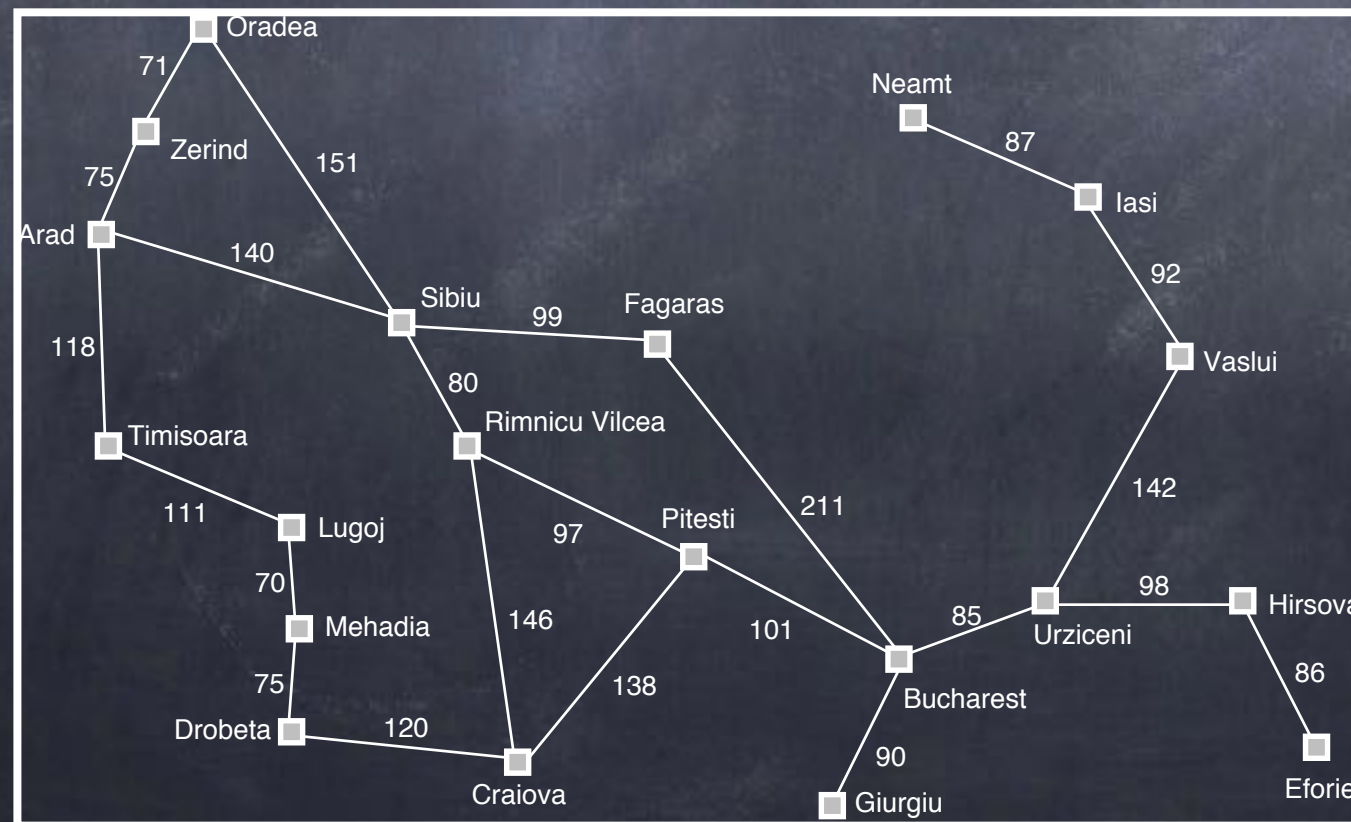 Oradea
71
Neamt
87
Zerind
151
75
Iasi
Arad
140
92
Sibiu
Fagaras
99
118
Vaslui
80
Timisoara
Rimnicu Vilcea
142
111
211
Lugoj
97
Pitesti
70
98
Hirsova
146
101
85
Mehadia
Urziceni
75
138
86
Bucharest
Drobeta
120
90
Craiova
Giurgiu
Eforie